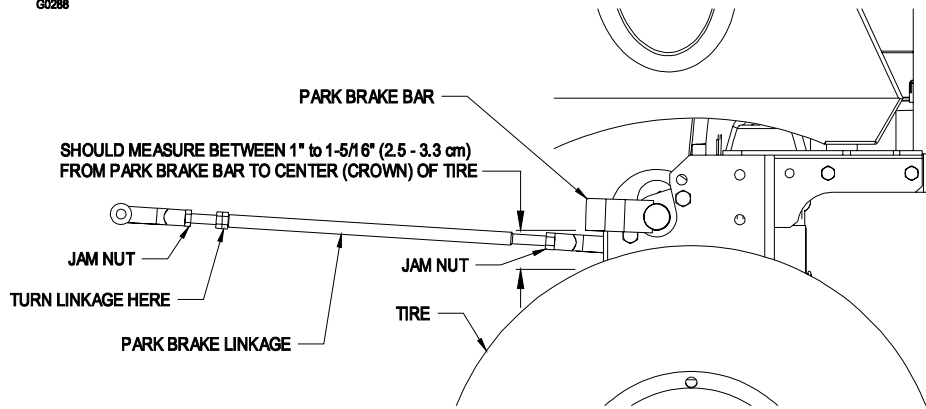 G0286
PARK BRAKE BAR
SHOULD MEASURE BETWEEN 1" to 1-5/16" (2.5 - 3.3 cm)
FROM PARK BRAKE BAR TO CENTER (CROWN) OF TIRE
JAM NUT
JAM NUT
TURN LINKAGE HERE
TIRE
PARK BRAKE LINKAGE